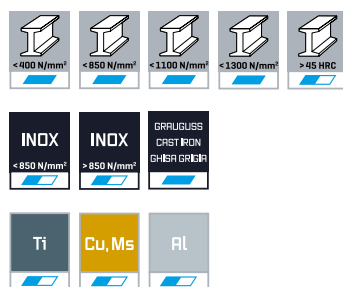 <400 N/mm² <850 N/mm² <1100 N/mm² <1300 N/mm² >45 HRC
INOX INOX GRAUGUSS
CAST IRON
GHISA GRIGIA
<850 N/mm² >850 N/mm²
Ti Cu, Ms Al